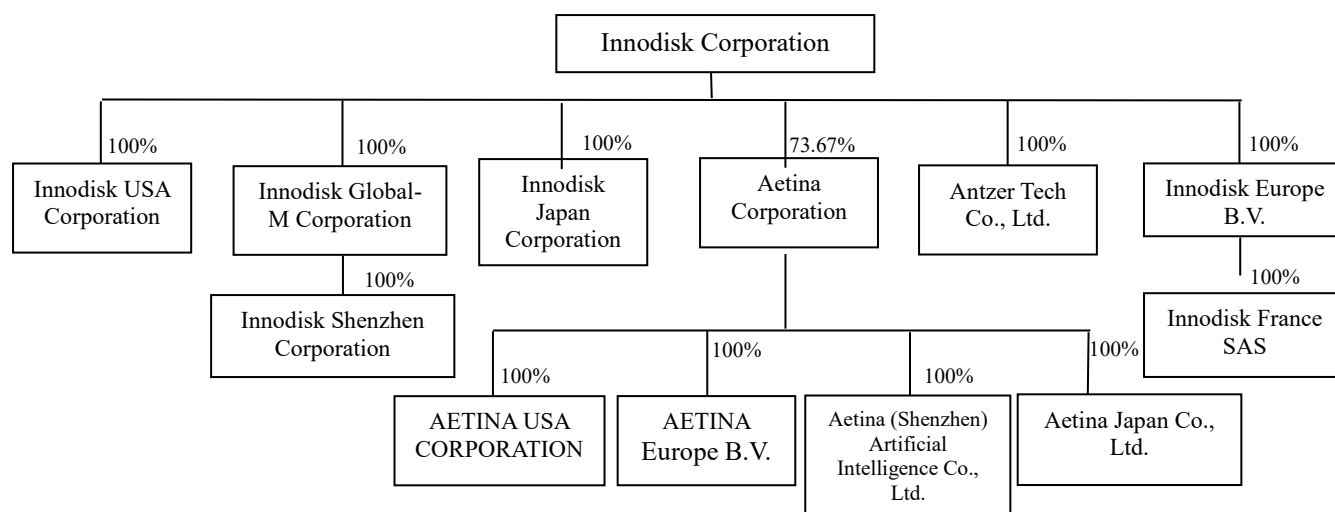 Innodisk Corporation
100%
100%
100%
73.67%
100%
100%
Innodisk USA
Corporation
Innodisk Global-
M Corporation
Innodisk
Japan
Corporation
Aetina
Corporation
Antzer Tech
Co., Ltd.
Innodisk Europe
B.V.
100%
100%
Innodisk Shenzhen
Corporation
Innodisk France
SAS
100%
100%
100%
100%
AETINA USA
CORPORATION
AETINA
Europe B.V.
Aetina (Shenzhen)
Artificial
Intelligence Co.,
Ltd.
Aetina Japan Co.,
Ltd.